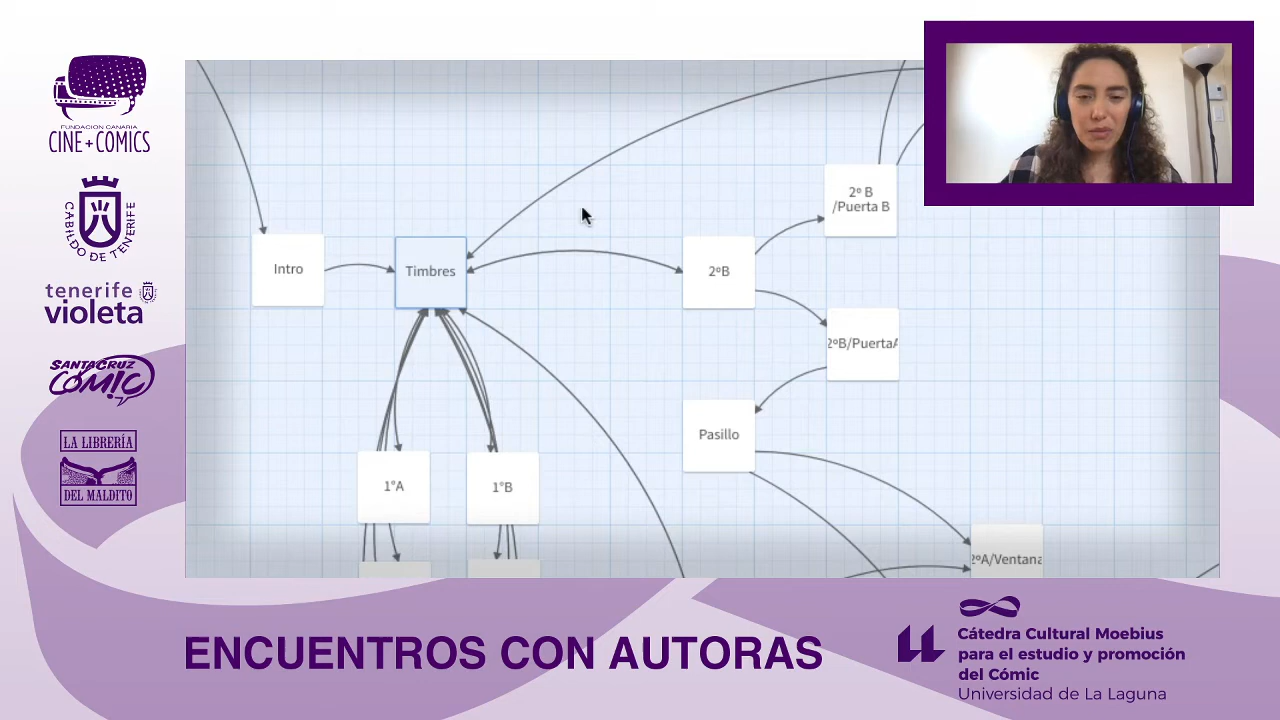 FUNDACIÓN CANARIA
CINE+COMICS
CABILDO DE TENERIFE
tenerife
violeta
SANTACRUZ
CÓMIC
LA LIBRERÍA
DEL MALDITO
Intro
Timbres
2ºB
2º B
/Puerta B
2ºB/PuertaA
Pasillo
1°A
1°B
2ºA/Ventana
ENCUENTROS CON AUTORAS
Cátedra Cultural Moebius
para el estudio y promoción
del Cómic
Universidad de La Laguna